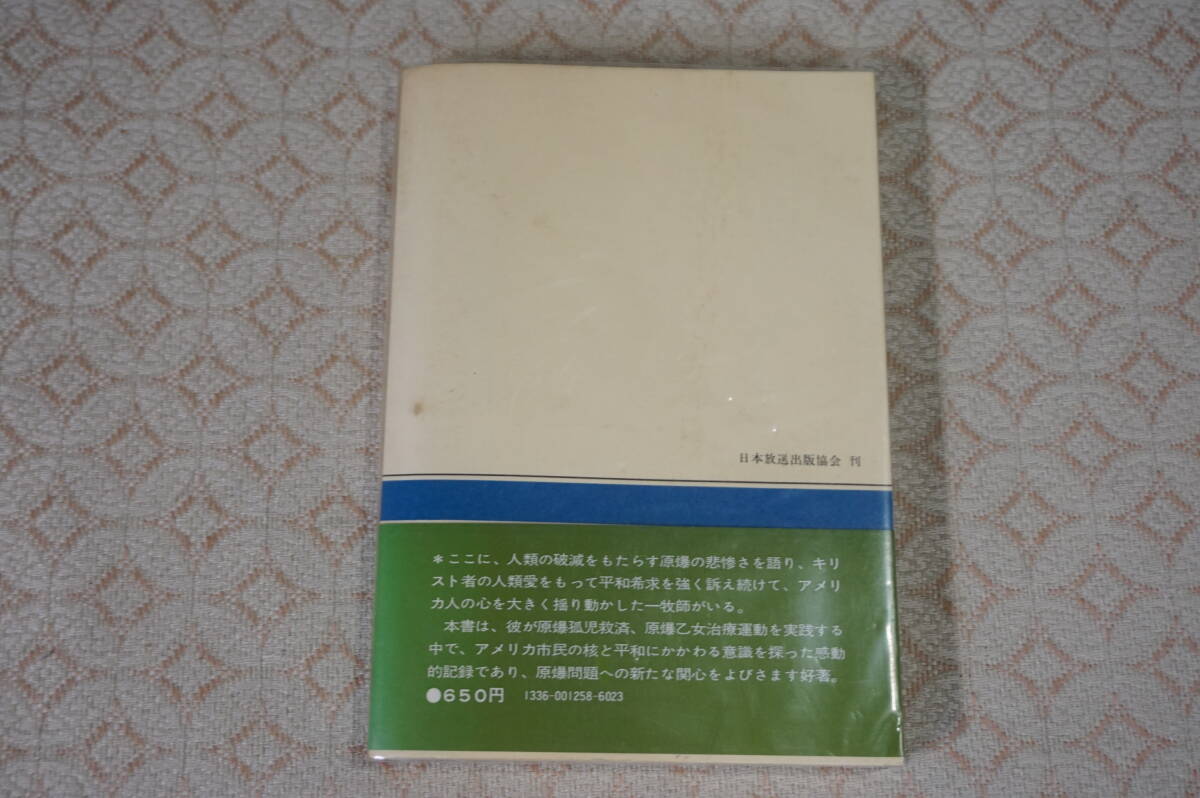 日本放送出版協会 刊
*ここに、人類の破滅をもたらす原爆の悲惨さを語り、キリ
スト者の人類愛をもって平和希求を強く訴え続けて、アメリ
カ人の心を大きく揺り動かした一牧師がいる。
本書は、彼が原爆孤児救済、原爆乙女治療運動を実践する
中で、アメリカ市民の核と平和にかかわる意識を探った感動
的記録であり、原爆問題への新たな関心をよびさます好著。
●650円 1336-001258-6023